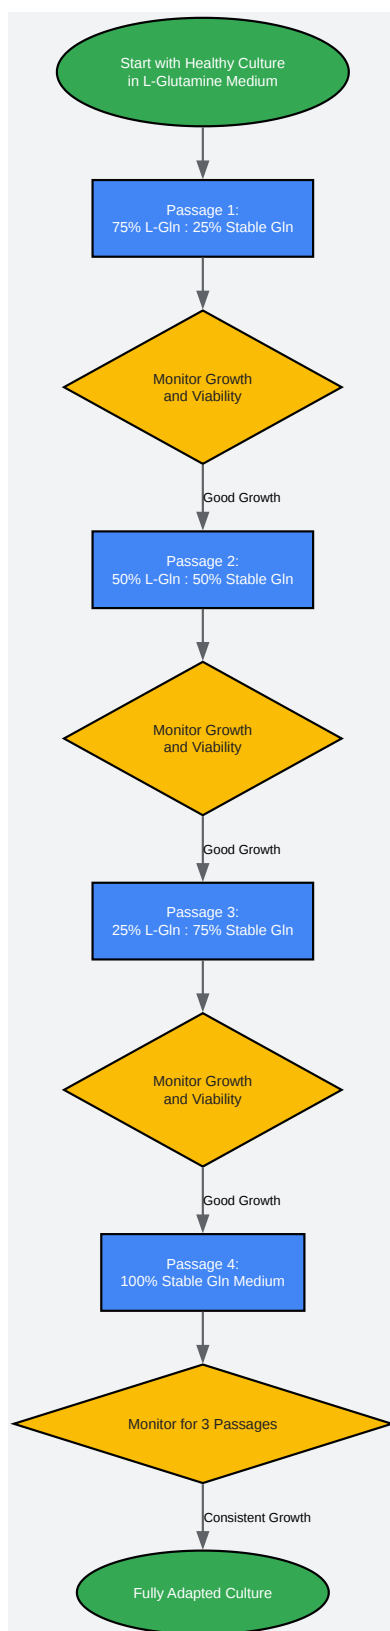 Start with Healthy Culture
in L-Glutamine Medium
Passage 1:
75% L-Gln : 25% Stable Gln
Monitor Growth
and Viability
Good Growth
Passage 2:
50% L-Gln : 50% Stable Gln
Monitor Growth
and Viability
Good Growth
Passage 3:
25% L-Gln : 75% Stable Gln
Monitor Growth
and Viability
Good Growth
Passage 4:
100% Stable Gln Medium
Monitor for 3 Passages
Consistent Growth
Fully Adapted Culture